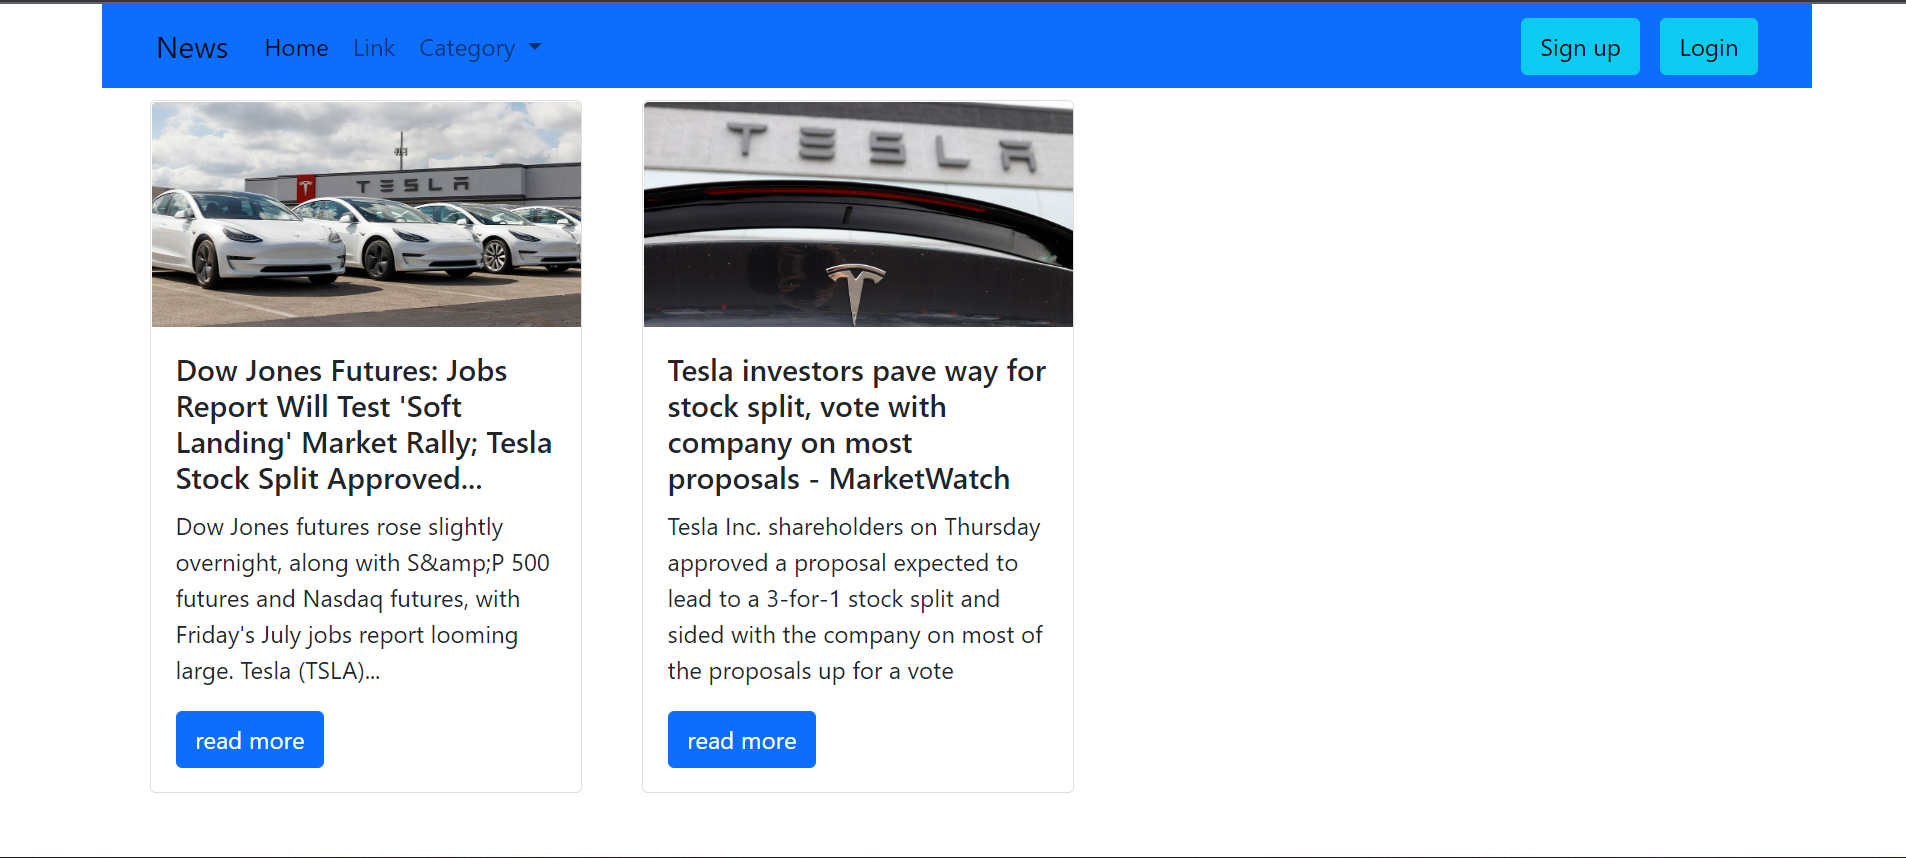 News Home Link Category Sign up Login
TESLA
TESLA
Dow Jones Futures: Jobs
Report Will Test 'Soft
Landing' Market Rally; Tesla
Stock Split Approved...
Dow Jones futures rose slightly
overnight, along with S&amp;P 500
futures and Nasdaq futures, with
Friday's July jobs report looming
large. Tesla (TSLA)...
read more
Tesla investors pave way for
stock split, vote with
company on most
proposals - MarketWatch
Tesla Inc. shareholders on Thursday
approved a proposal expected to
lead to a 3-for-1 stock split and
sided with the company on most of
the proposals up for a vote
read more